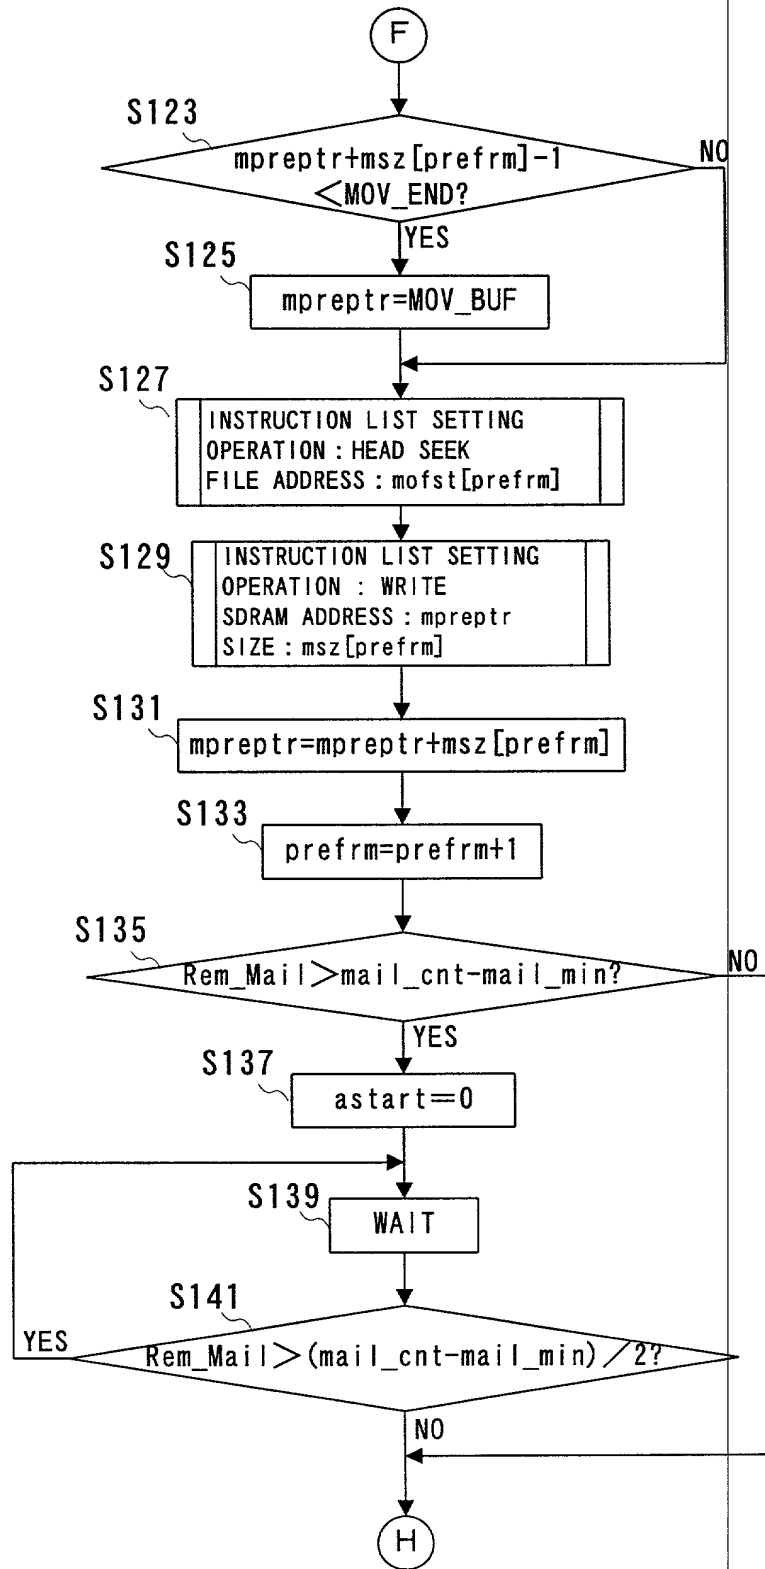 F
S123
mpreptr+msz[prefrm]-1
<MOV_END?
NO
YES
S125
mpreptr=MOV_BUF
S127
INSTRUCTION LIST SETTING
OPERATION : HEAD SEEK
FILE ADDRESS : mofst[prefrm]
S129
INSTRUCTION LIST SETTING
OPERATION : WRITE
SDRAM ADDRESS : mpreptr
SIZE : msz[prefrm]
S131
mpreptr=mpreptr+msz[prefrm]
S133
prefrm=prefrm+1
S135
Rem_Mail>mail_cnt-mail_min?
NO
YES
S137
astart=0
S139
WAIT
S141
YES
Rem_Mail>(mail_cnt-mail_min)/2?
NO
H